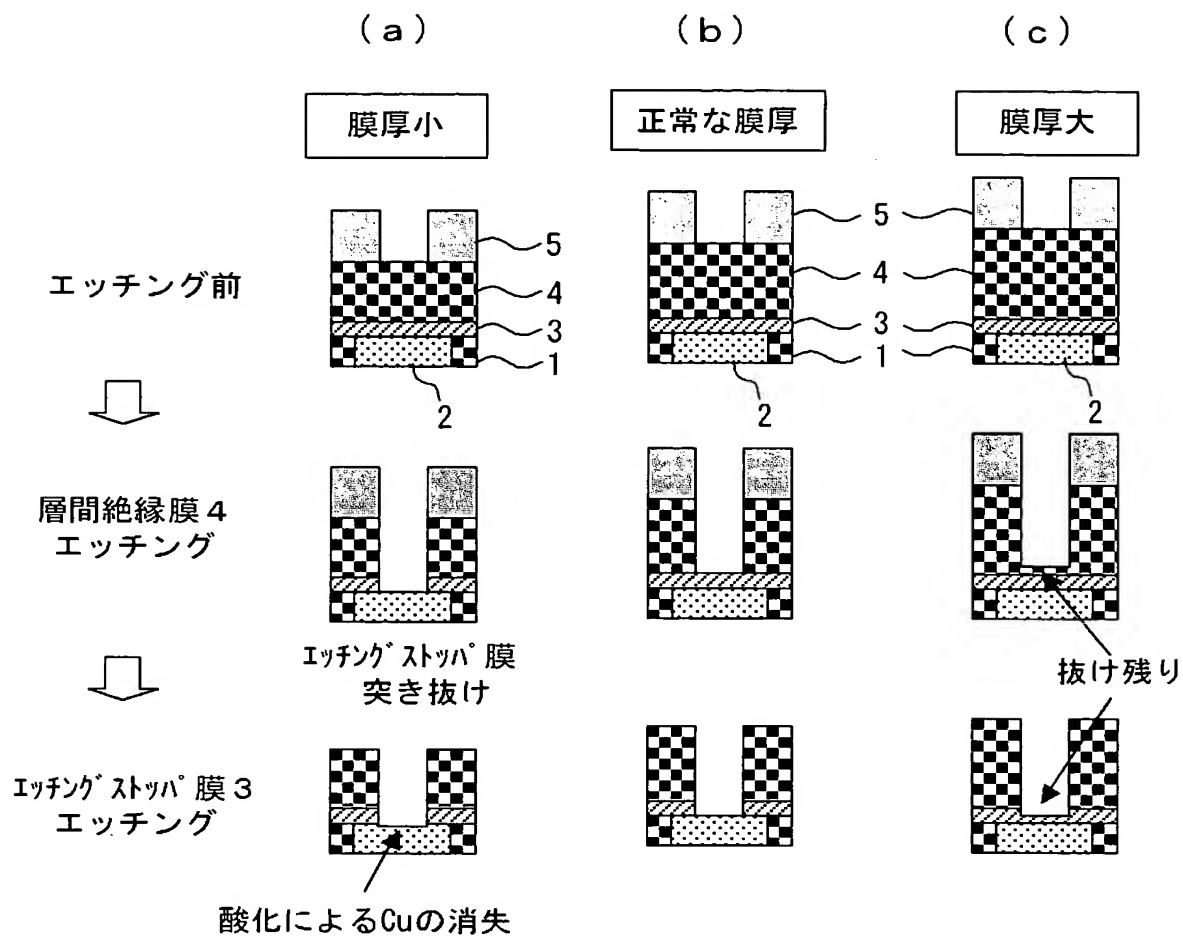 (a)
(b)
(c)
膜厚小
正常な膜厚
膜厚大
エッチング前
5
4
3
1
2
5
4
3
1
2
2
層間絶縁膜4
エッチング
エッチングストッパ膜
突き抜け
抜け残り
エッチングストッパ膜3
エッチング
酸化によるCuの消失